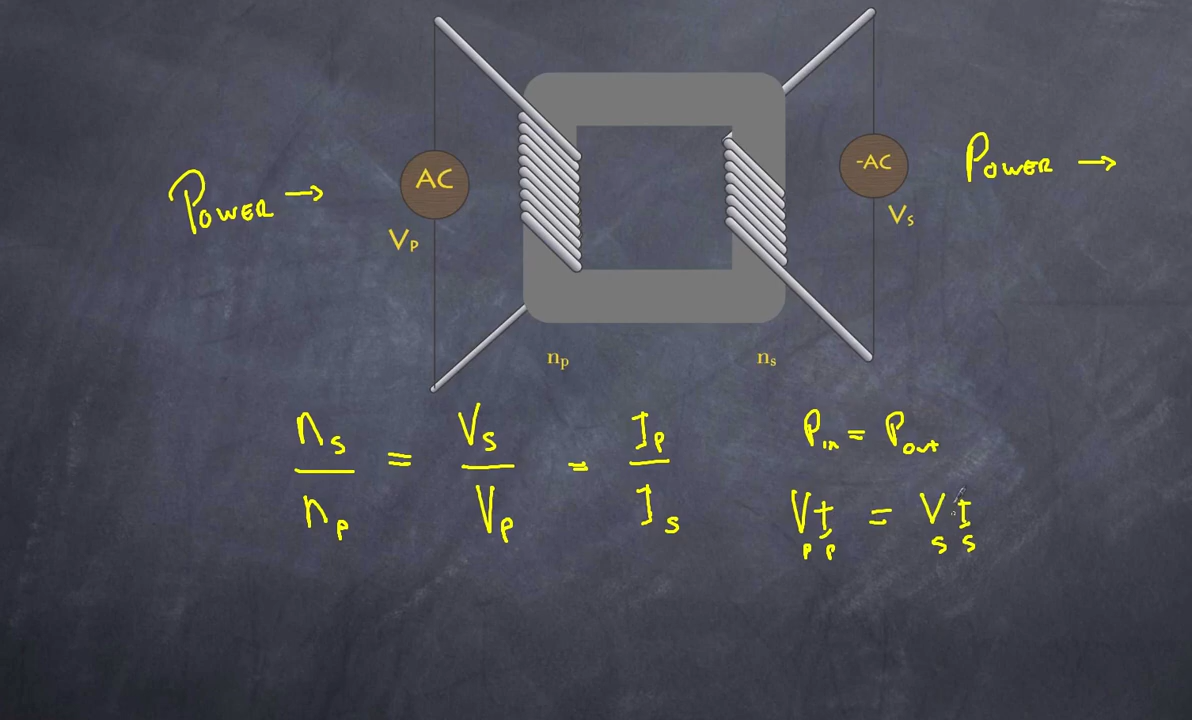 Power →
AC
Vₚ
-AC
Vₛ
Power →
nₚ
nₛ
nₛ/nₚ = Vₛ/Vₚ = Iₚ/Iₛ
Pᵢₙ = Pₒᵤₜ
VₚIₚ = VₛIₛ